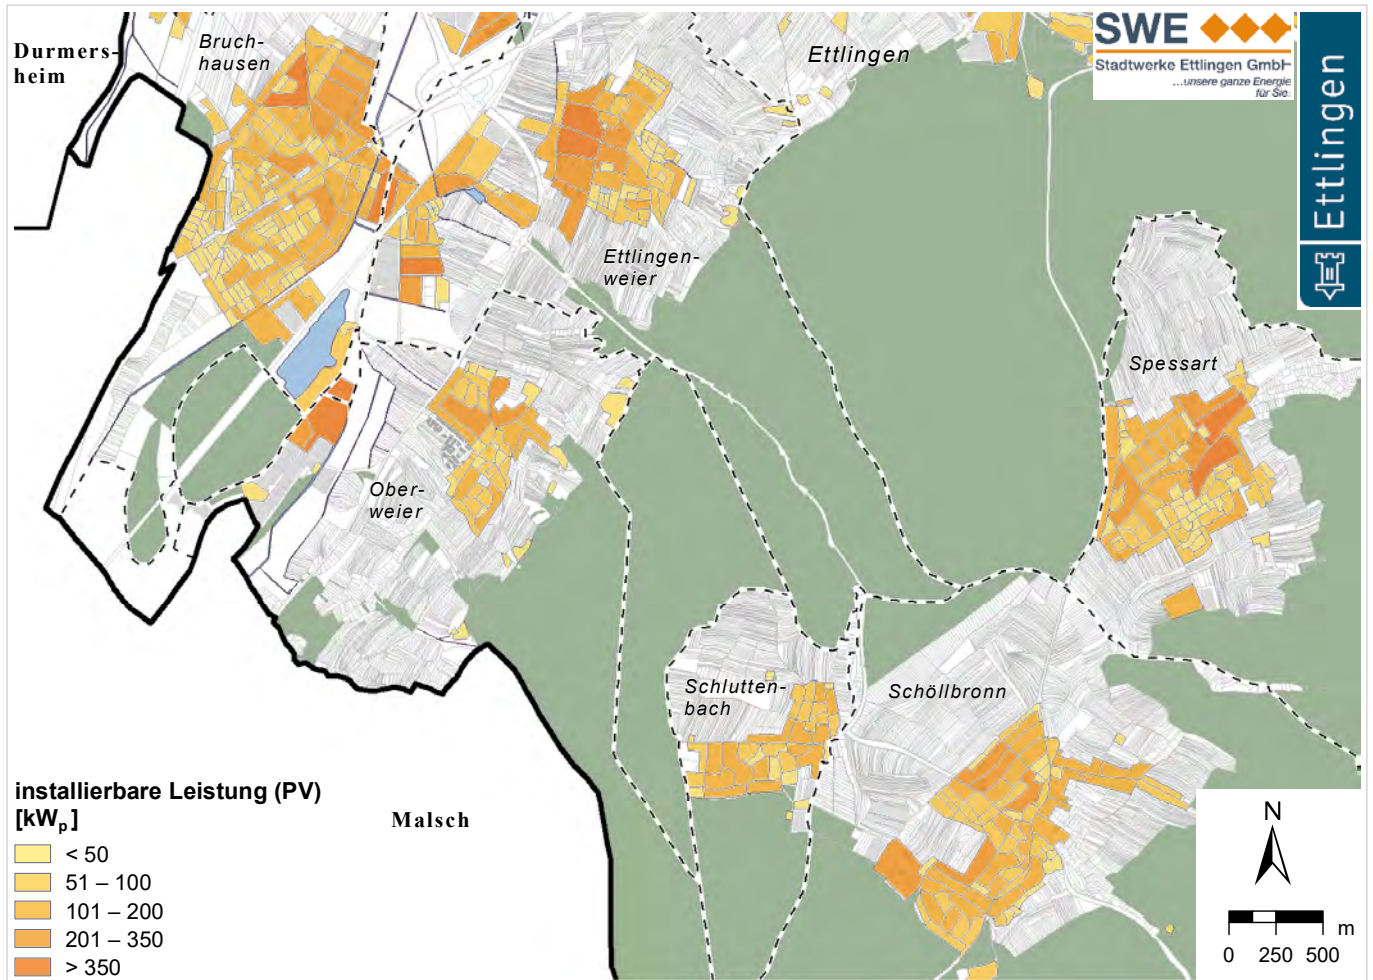 Durmers-
heim
Bruch-
hausen
Ettlingen
SWE
Stadtwerke Ettlingen GmbH
...unsere ganze Energie
für Sie.
Ettlingen
Ettlingen-
weier
Spessart
Ober-
weier
Schlutten-
bach
Schöllbronn
Malsch
installierbare Leistung (PV)
[kWp]
< 50
51 – 100
101 – 200
201 – 350
> 350
N
m
0 250 500